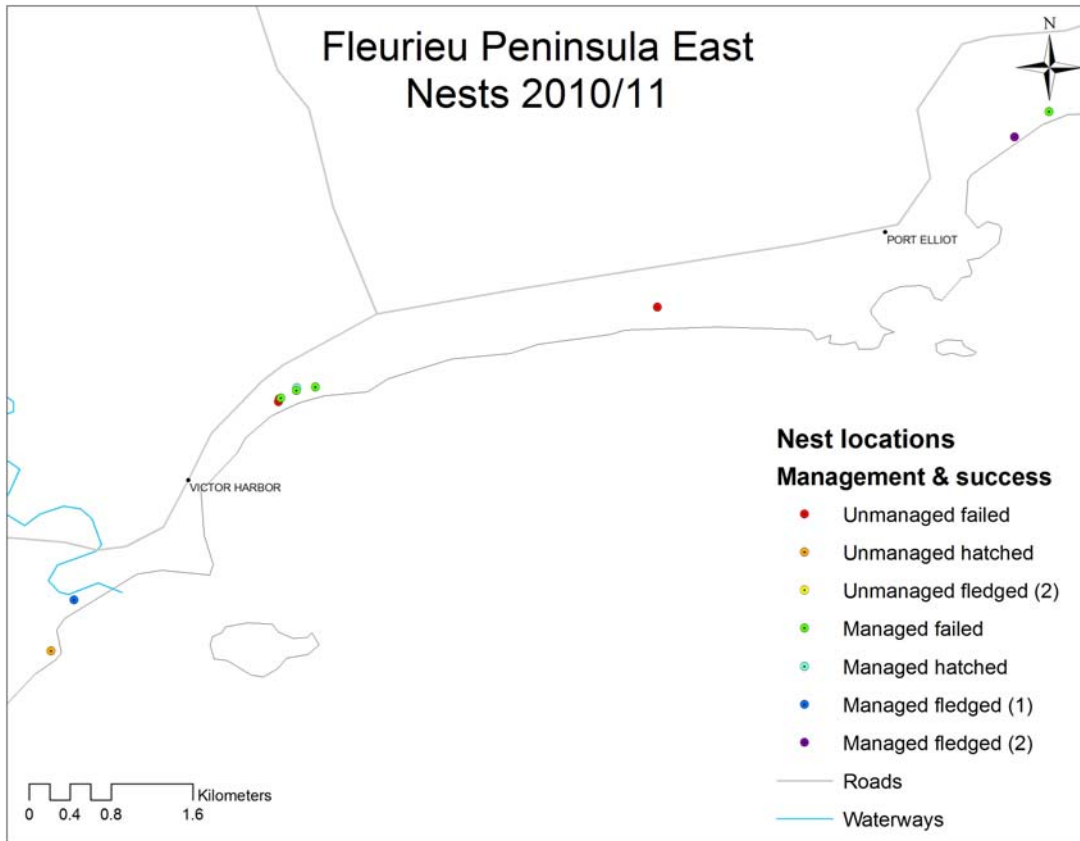 Fleurieu Peninsula East
Nests 2010/11
N
PORT ELLIOT
VICTOR HARBOR
Nest locations
Management & success
Unmanaged failed
Unmanaged hatched
Unmanaged fledged (2)
Managed failed
Managed hatched
Managed fledged (1)
Managed fledged (2)
Roads
Waterways
Kilometers
0 0.4 0.8 1.6